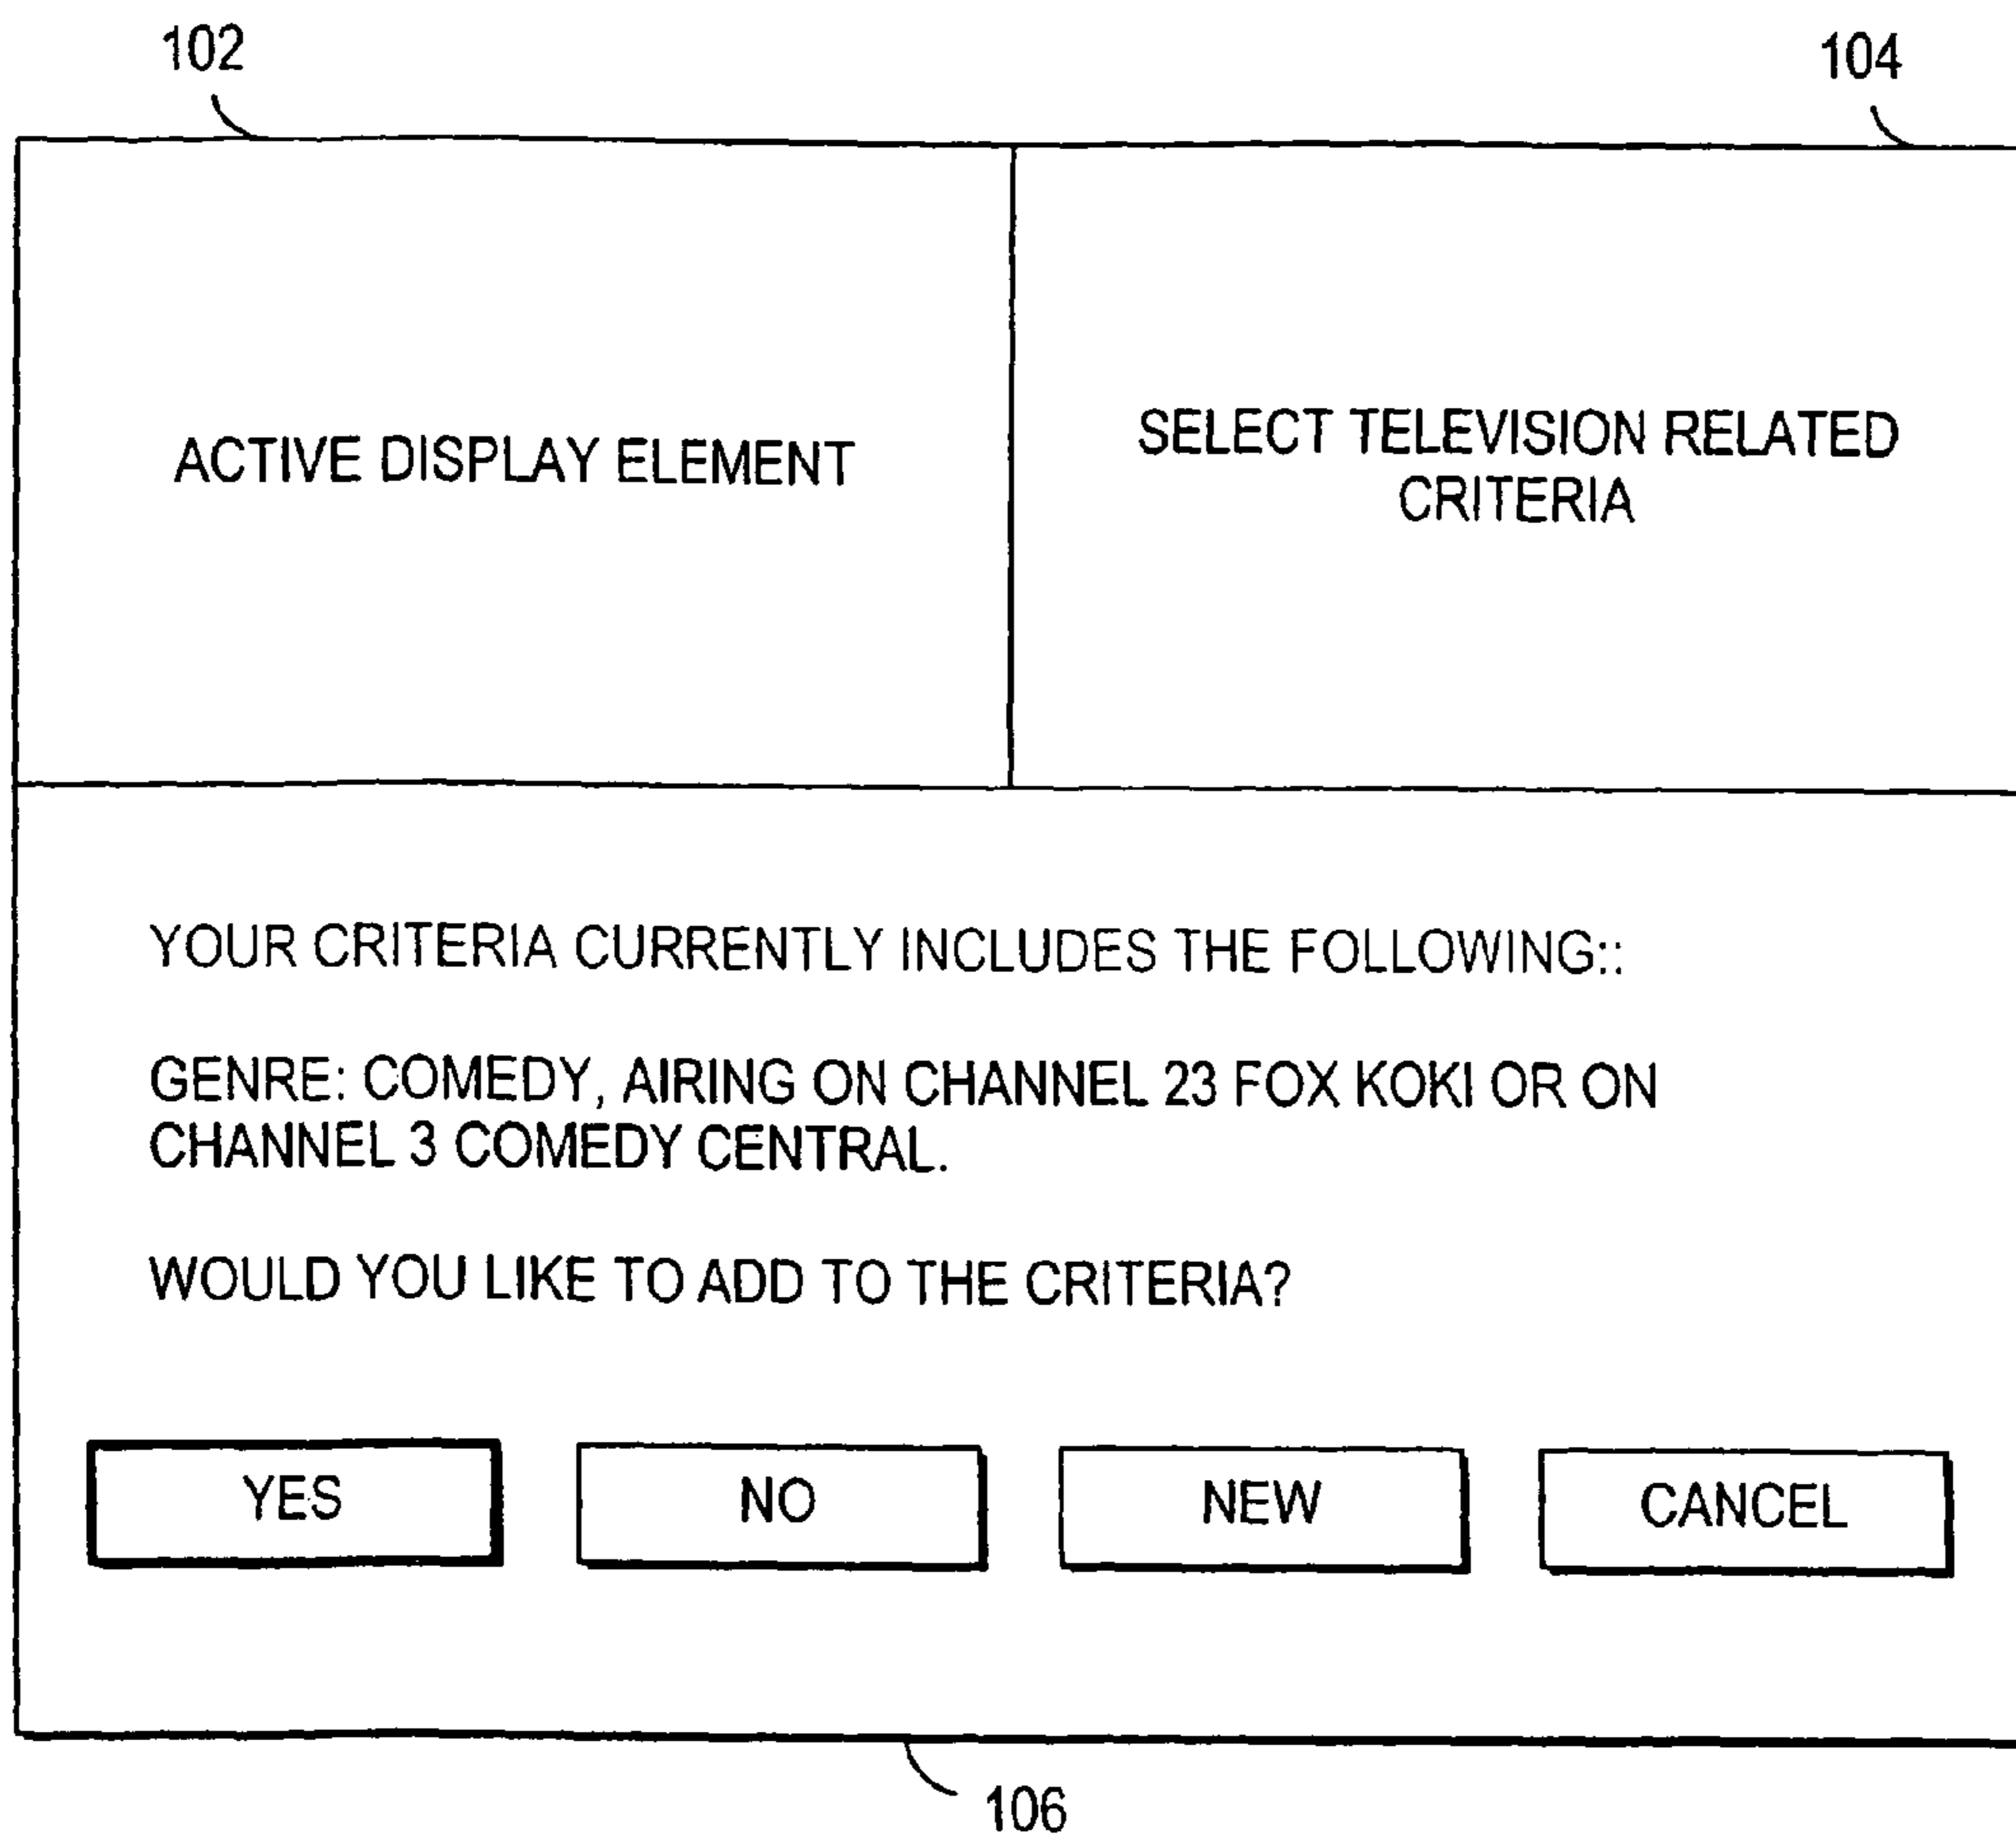 102
104
ACTIVE DISPLAY ELEMENT
SELECT TELEVISION RELATED
CRITERIA
YOUR CRITERIA CURRENTLY INCLUDES THE FOLLOWING::
GENRE: COMEDY, AIRING ON CHANNEL 23 FOX KOKI OR ON
CHANNEL 3 COMEDY CENTRAL.
WOULD YOU LIKE TO ADD TO THE CRITERIA?
YES
NO
NEW
CANCEL
106